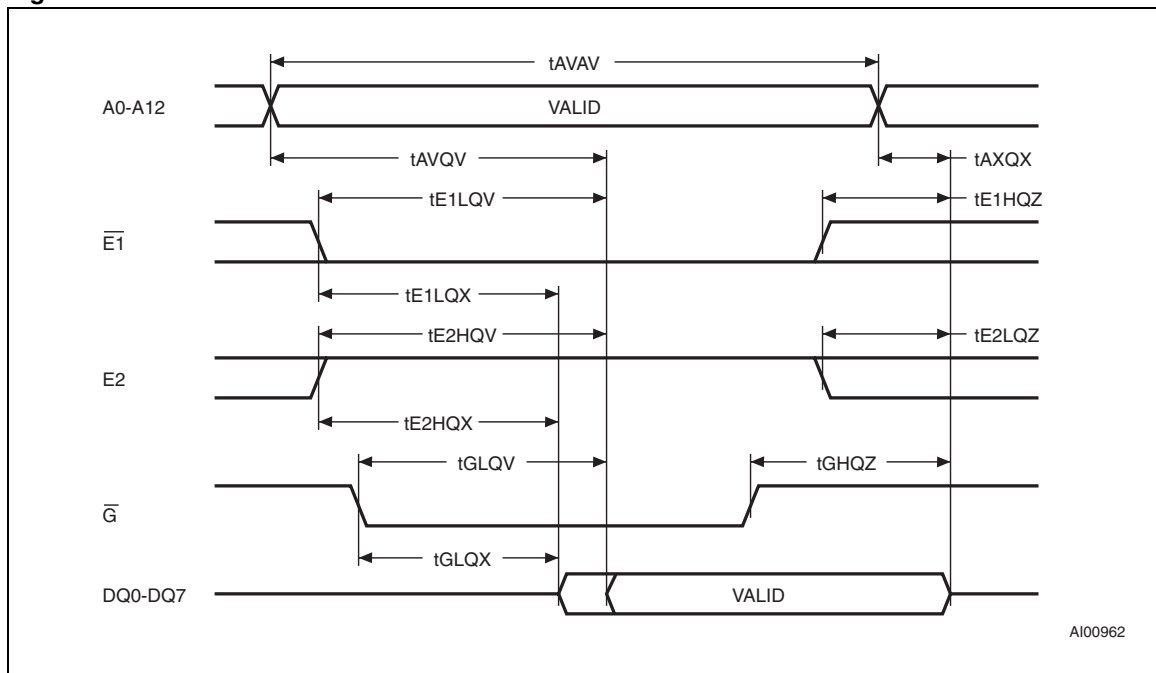 tAVAV
A0-A12
VALID
tAVQV
tAXQX
tE1LQV
tE1HQZ
E1
tE1LQX
tE2HQV
tE2LQZ
E2
tE2HQX
tGLQV
tGHQZ
G
tGLQX
DQ0-DQ7
VALID
AI00962